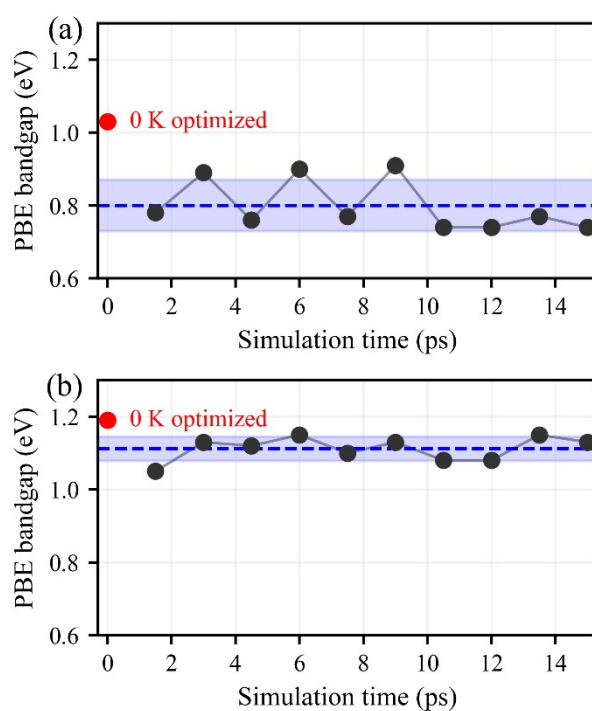 (a)
PBE bandgap (eV)
1.2
1.0
0.8
0.6
0 K optimized
0 2 4 6 8 10 12 14
Simulation time (ps)
(b)
PBE bandgap (eV)
1.2
1.0
0.8
0.6
0 K optimized
0 2 4 6 8 10 12 14
Simulation time (ps)